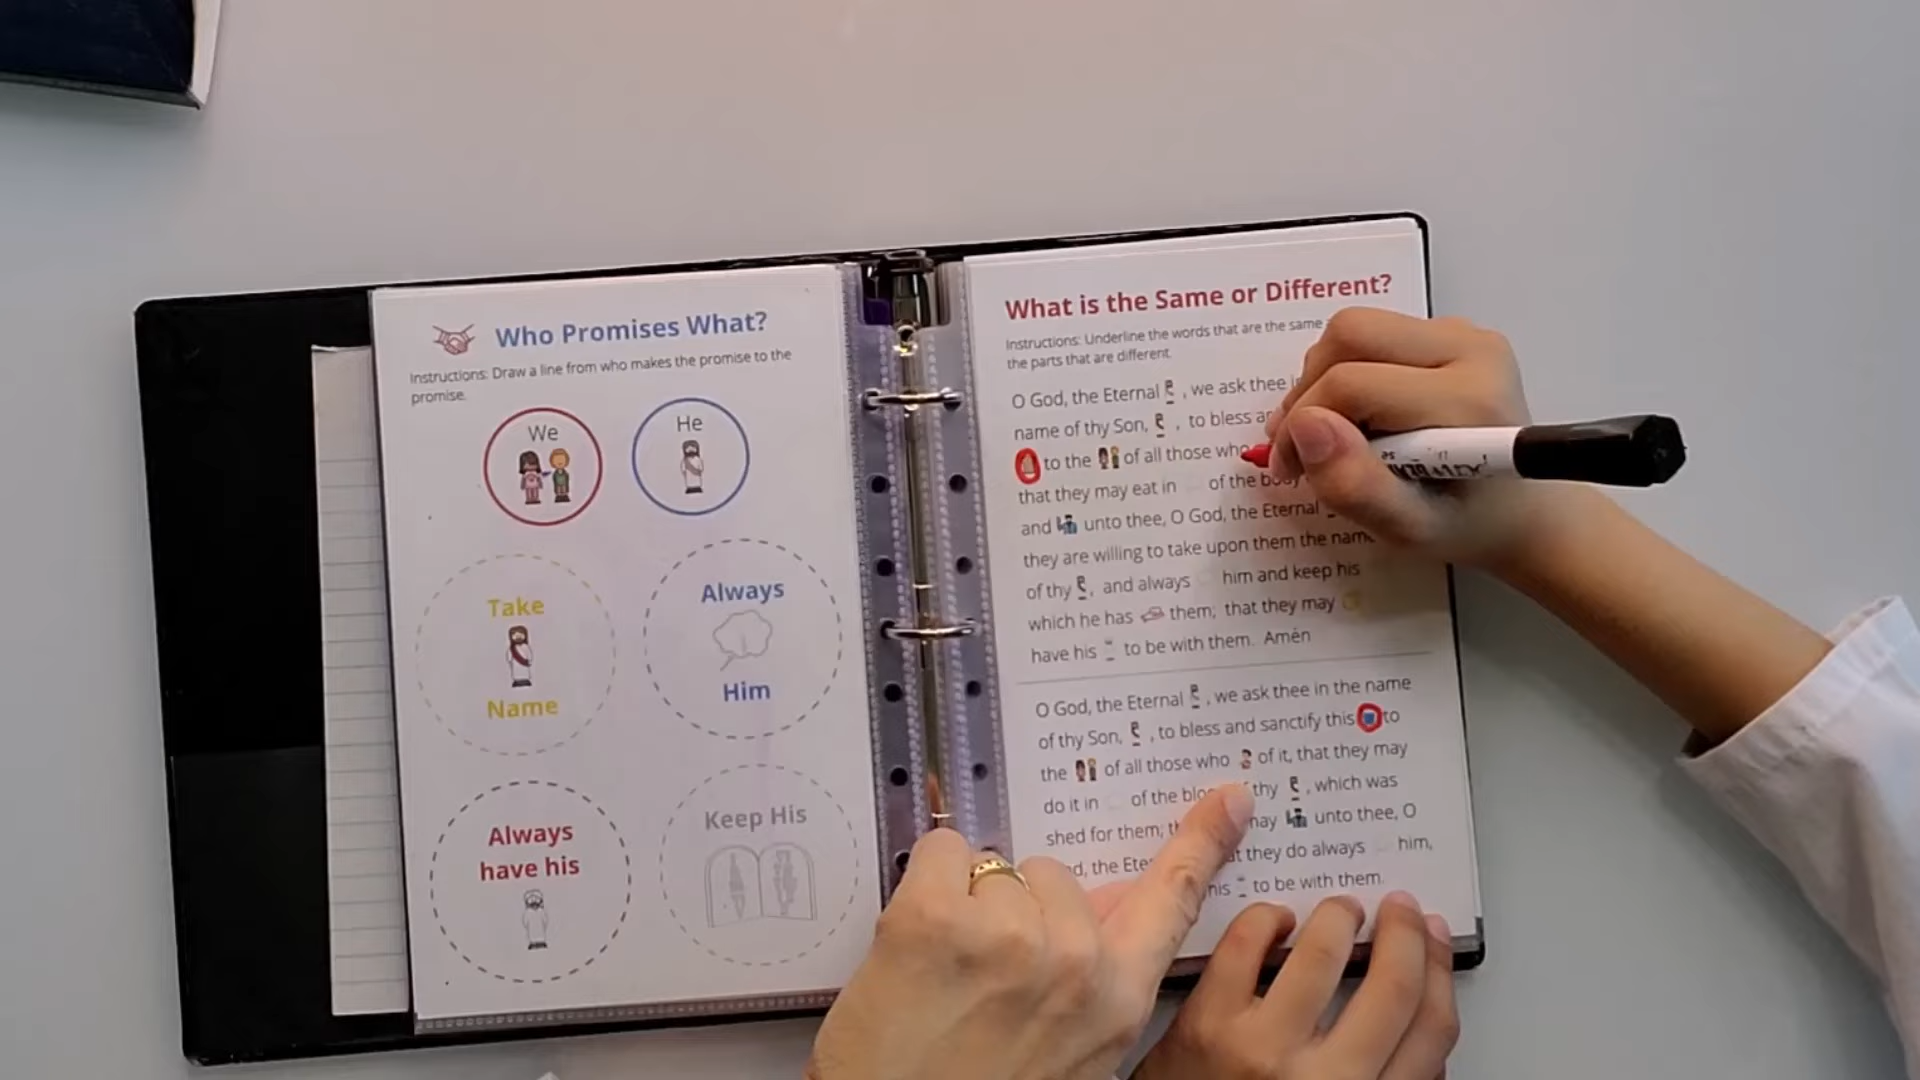 Who Promises What?
Instructions: Draw a line from who makes the promise to the
promise.
We
He
Take
Name
Always
Him
Always
have his
Keep His
What is the Same or Different?
Instructions: Underline the words that are the same
the parts that are different.
O God, the Eternal , we ask thee
name of thy Son, , to bless
to the of all those who
that they may eat in of the body
and unto thee, O God, the Eternal
they are willing to take upon them the name
of thy , and always him and keep his
which he has them; that they may
have his to be with them. Amen
O God, the Eternal , we ask thee in the name
of thy Son, , to bless and sanctify this to
the of all those who of it, that they may
do it in of the thy , which was
shed for them; may unto thee, O
the they do always him,
his to be with them.